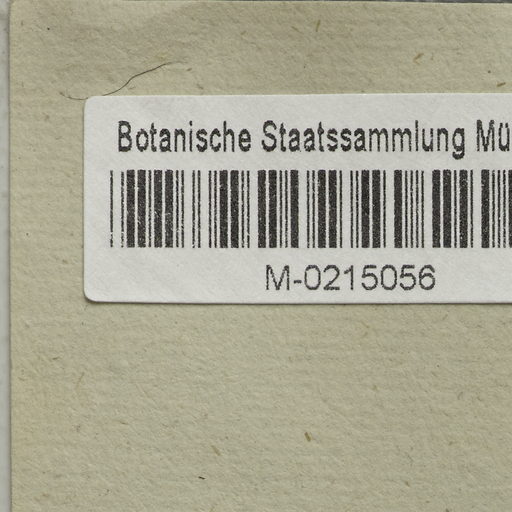 Botanische Staatssammlung Mü
M-0215056